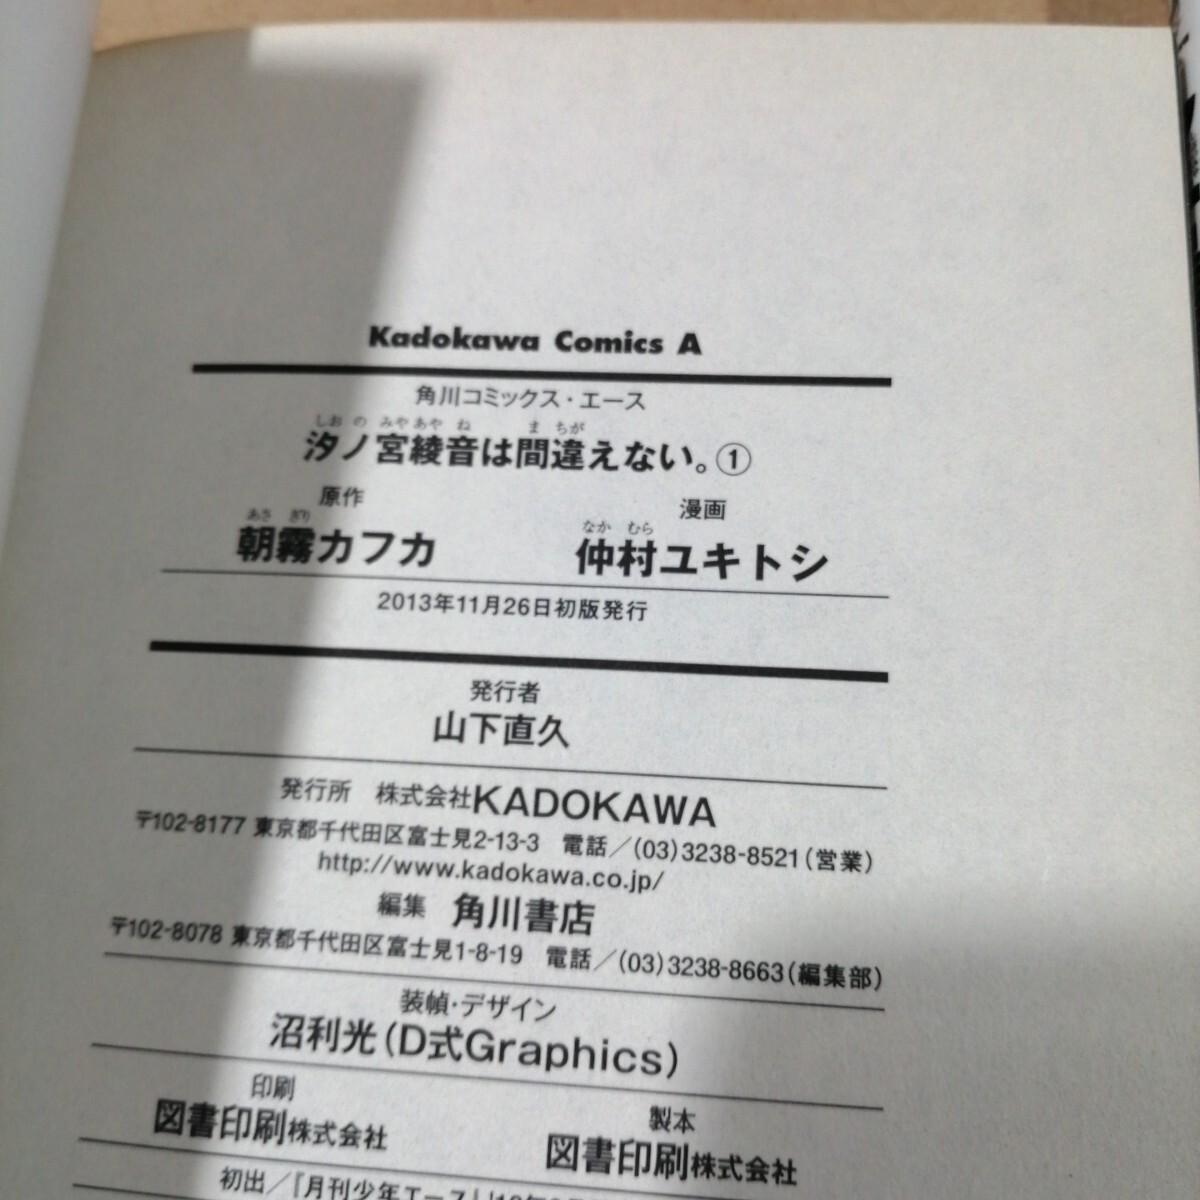 Kadokawa Comics A
角川コミックス・エース
しお の みや あや ね ま ちが
汐ノ宮綾音は間違えない。①
原作 漫画
あさ ぎり なか むら
朝霧カフカ 仲村ユキトシ
2013年11月26日初版発行
発行者
山下直久
発行所 株式会社KADOKAWA
〒102-8177 東京都千代田区富士見2-13-3 電話／(03)3238-8521(営業)
http://www.kadokawa.co.jp/
編集 角川書店
〒102-8078 東京都千代田区富士見1-8-19 電話／(03)3238-8663(編集部)
装幀・デザイン
沼利光(D式Graphics)
印刷 製本
図書印刷株式会社 図書印刷株式会社
初出／『月刊少年エース』